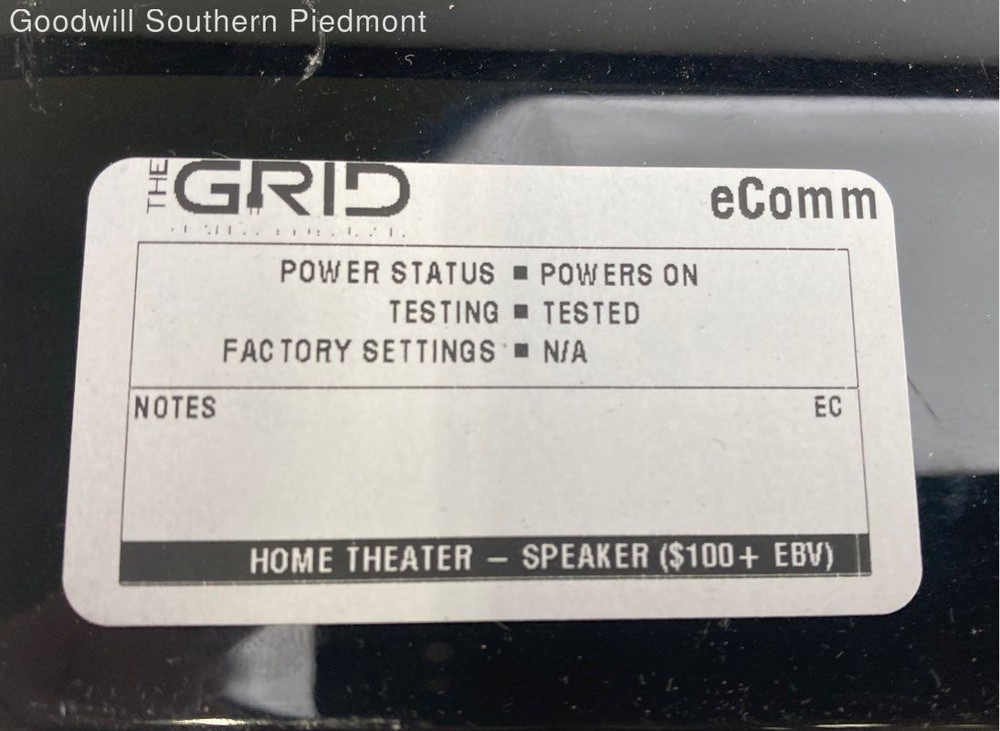 Goodwill Southern Piedmont
THE GRID
eComm
POWER STATUS ■ POWERS ON
TESTING ■ TESTED
FACTORY SETTINGS ■ N/A
NOTES EC
HOME THEATER – SPEAKER ($100+ EBV)